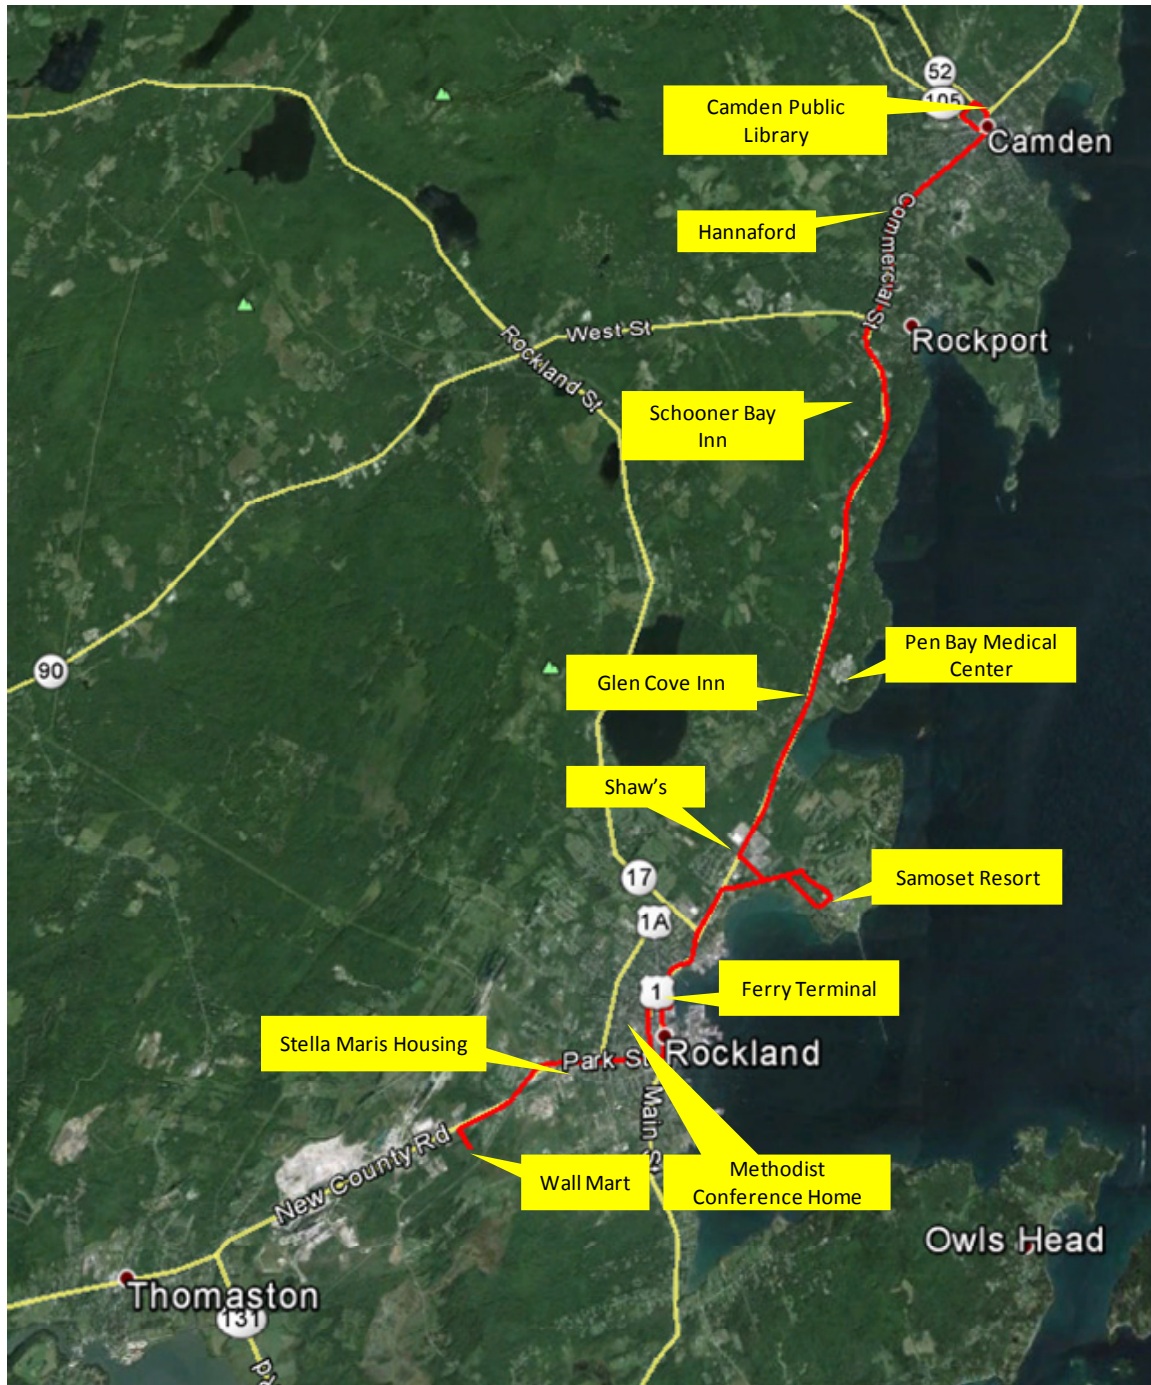 52
105
Camden Public
Library
Camden
Hannaford
Commercial St
West St
Rockport
Rockland St
Schooner Bay
Inn
Pen Bay Medical
Center
90
Glen Cove Inn
Shaw's
17
Samoset Resort
1A
1
Ferry Terminal
Stella Maris Housing
Park St
Rockland
Main St
New County Rd
Wall Mart
Methodist
Conference Home
Owls Head
Thomaston
131
Rd